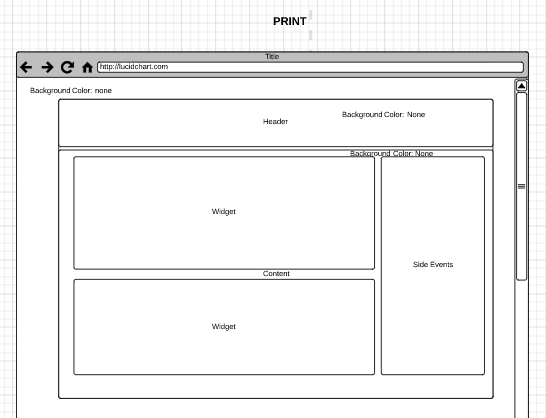 PRINT
Title
http://lucidchart.com
Background Color: none
Background Color: None
Header
Background Color: None
Widget
Side Events
Content
Widget